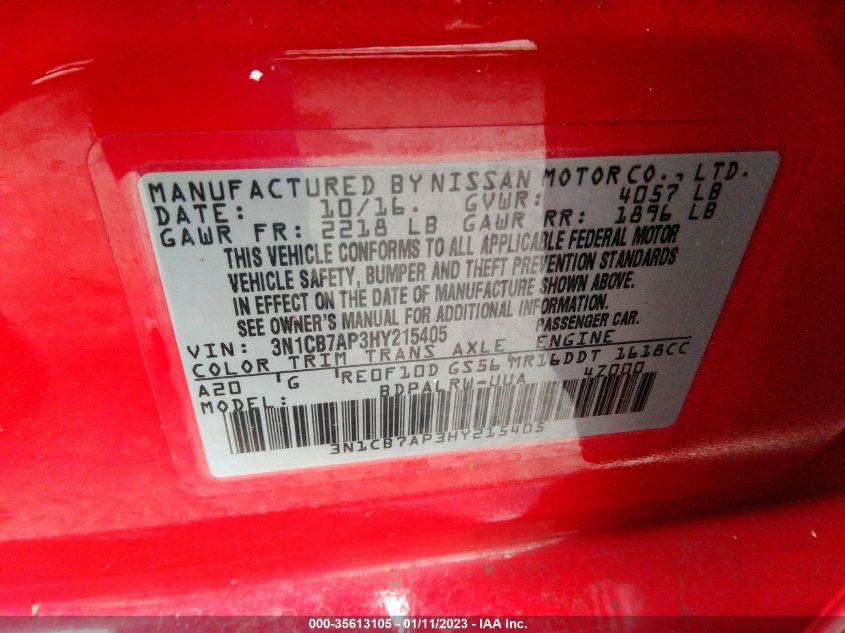 MANUFACTURED BY NISSAN MOTOR CO., LTD.
DATE: 10/16. GVWR: 4057 LB
GAWR FR: 2218 LB GAWR RR: 1896 LB
THIS VEHICLE CONFORMS TO ALL APPLICABLE FEDERAL MOTOR
VEHICLE SAFETY, BUMPER AND THEFT PREVENTION STANDARDS
IN EFFECT ON THE DATE OF MANUFACTURE SHOWN ABOVE.
SEE OWNER'S MANUAL FOR ADDITIONAL INFORMATION.
VIN: 3N1CB7AP3HY215405 PASSENGER CAR.
COLOR TRIM TRANS AXLE ENGINE
A20 G RE0F10D GS56 MR16DDT 1618CC
MODEL: BDPALRW-UUA 47000
3N1CB7AP3HY215405
000-35613105 - 01/11/2023 - IAA Inc.